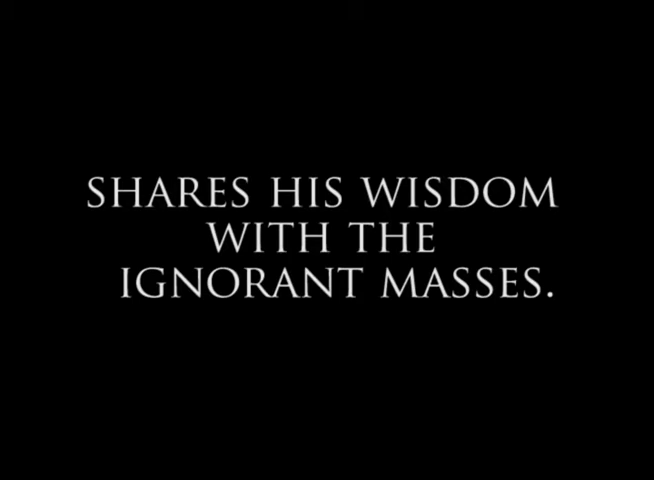 SHARES HIS WISDOM
WITH THE
IGNORANT MASSES.